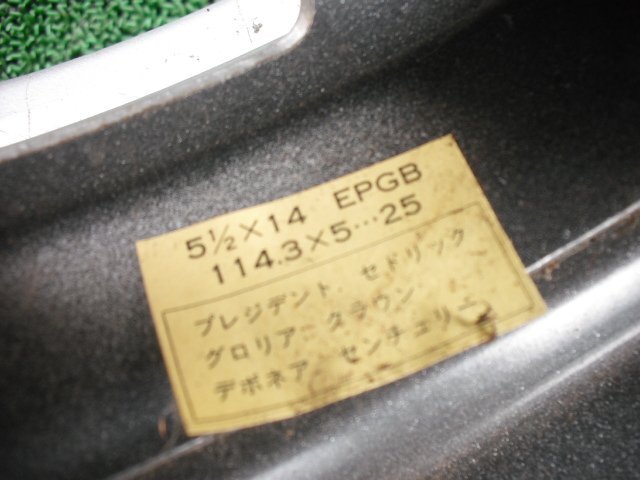 5½×14 EPGB
114.3×5…25
プレジデント セドリック
グロリア クラウン
デボネア センチュリー